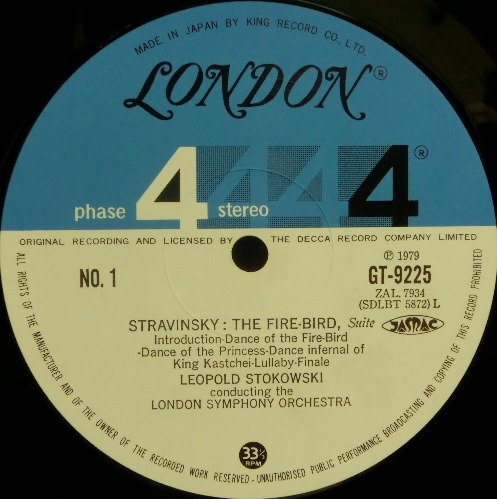 MADE IN JAPAN BY KING RECORD CO., LTD.
LONDON®
phase 4 stereo 4®
ORIGINAL RECORDING AND LICENSED BY THE DECCA RECORD COMPANY LIMITED
℗ 1979
NO. 1
GT-9225
ZAL. 7934
(SDLBT 5872) L
STRAVINSKY : THE FIRE-BIRD, Suite JASRAC
Introduction-Dance of the Fire-Bird
-Dance of the Princess-Dance infernal of
King Kastchei-Lullaby-Finale
LEOPOLD STOKOWSKI
conducting the
LONDON SYMPHONY ORCHESTRA
33⅓
RPM
ALL RIGHTS OF THE MANUFACTURER AND OF THE OWNER OF THE RECORDED WORK RESERVED · UNAUTHORISED PUBLIC PERFORMANCE BROADCASTING AND COPYING OF THIS RECORD PROHIBITED